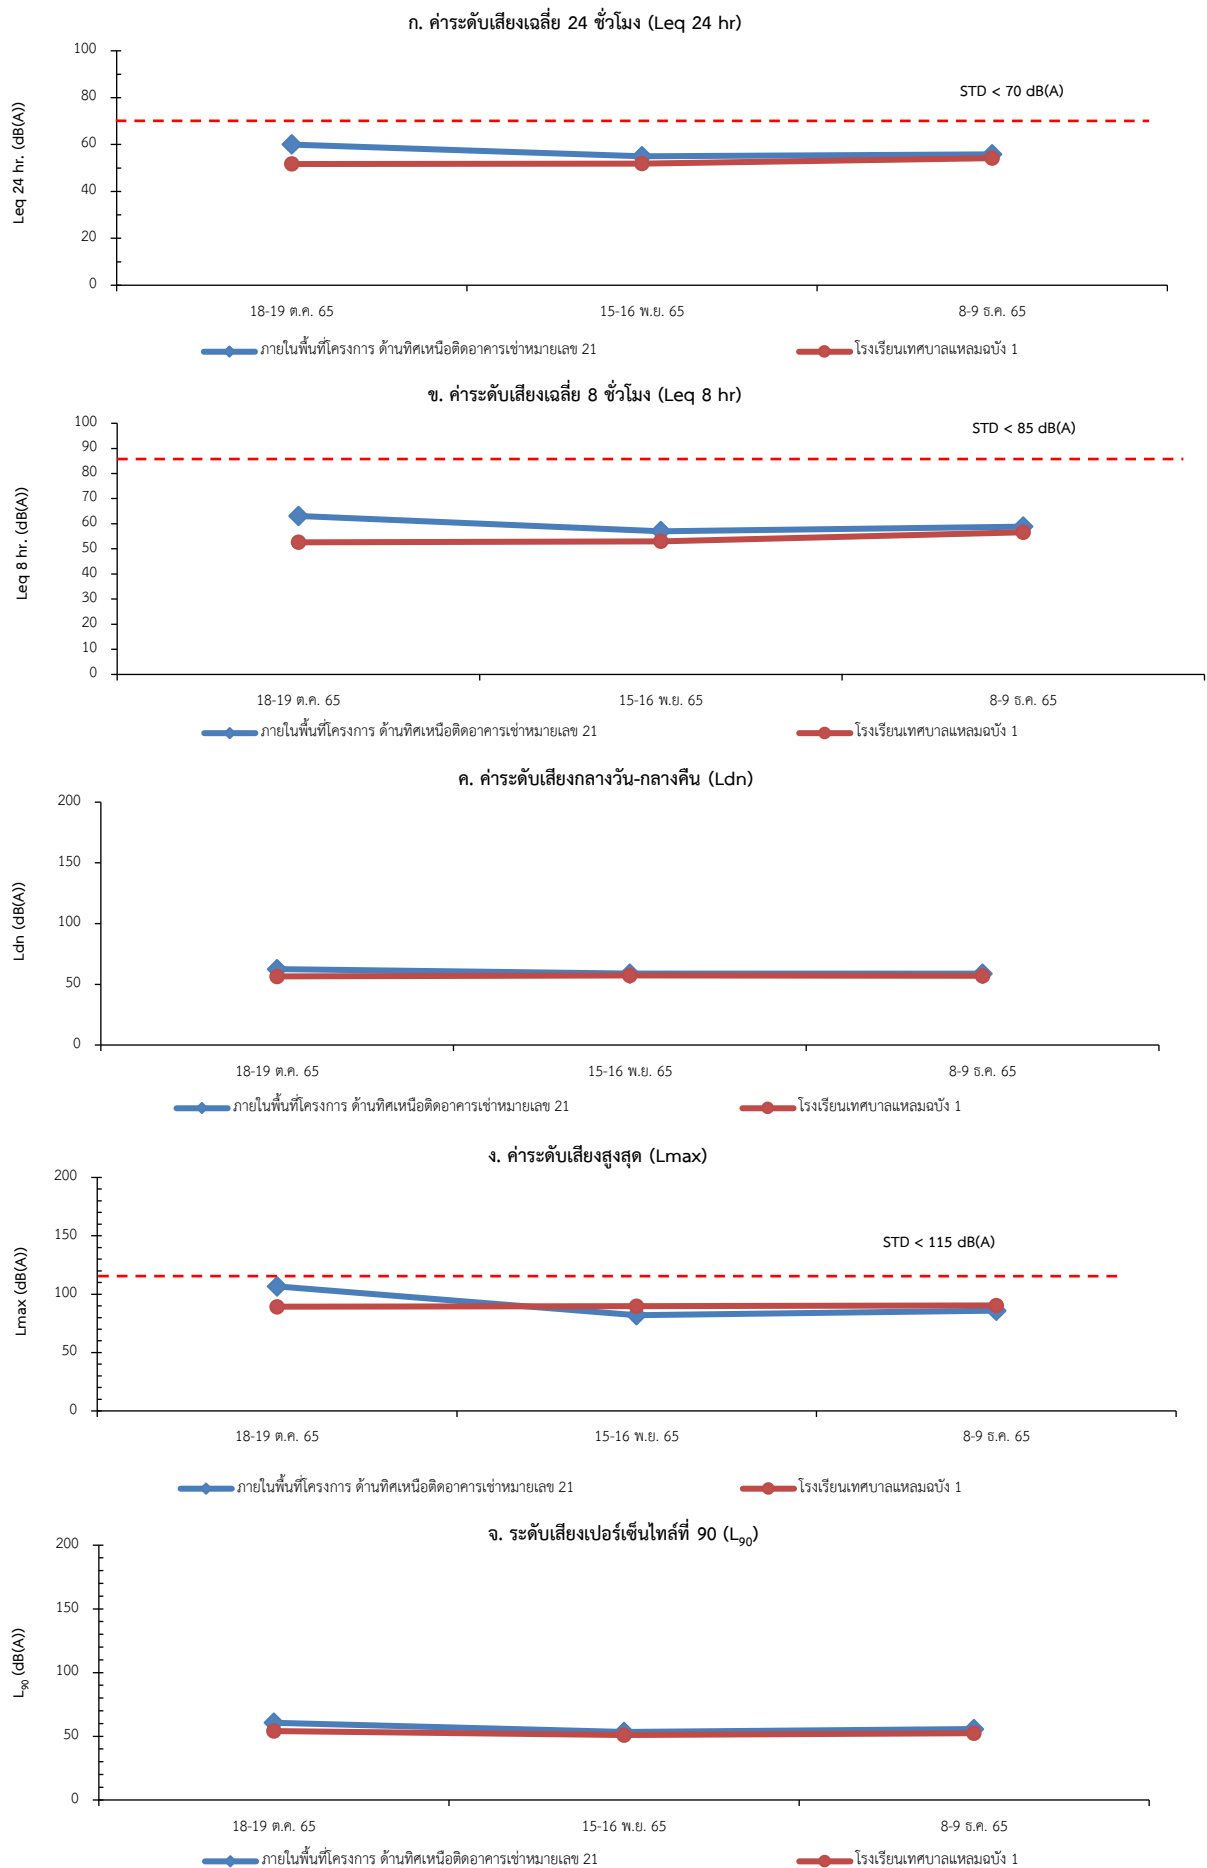 ก. ค่าระดับเสียงเฉลี่ย 24 ชั่วโมง (Leq 24 hr)
100
80
60
40
20
0
Leq 24 hr. (dB(A))
STD < 70 dB(A)
18-19 ต.ค. 65
15-16 พ.ย. 65
8-9 ธ.ค. 65
ภายในพื้นที่โครงการ ด้านทิศเหนือติดอาคารเช่าหมายเลข 21
โรงเรียนเทศบาลแหลมฉบัง 1
ข. ค่าระดับเสียงเฉลี่ย 8 ชั่วโมง (Leq 8 hr)
100
90
80
70
60
50
40
30
20
10
0
Leq 8 hr. (dB(A))
STD < 85 dB(A)
18-19 ต.ค. 65
15-16 พ.ย. 65
8-9 ธ.ค. 65
ภายในพื้นที่โครงการ ด้านทิศเหนือติดอาคารเช่าหมายเลข 21
โรงเรียนเทศบาลแหลมฉบัง 1
ค. ค่าระดับเสียงกลางวัน-กลางคืน (Ldn)
200
150
100
50
0
Ldn (dB(A))
18-19 ต.ค. 65
15-16 พ.ย. 65
8-9 ธ.ค. 65
ภายในพื้นที่โครงการ ด้านทิศเหนือติดอาคารเช่าหมายเลข 21
โรงเรียนเทศบาลแหลมฉบัง 1
ง. ค่าระดับเสียงสูงสุด (Lmax)
200
150
100
50
0
Lmax (dB(A))
STD < 115 dB(A)
18-19 ต.ค. 65
15-16 พ.ย. 65
8-9 ธ.ค. 65
ภายในพื้นที่โครงการ ด้านทิศเหนือติดอาคารเช่าหมายเลข 21
โรงเรียนเทศบาลแหลมฉบัง 1
จ. ระดับเสียงเปอร์เซ็นไทล์ที่ 90 (L90)
200
150
100
50
0
L90 (dB(A))
18-19 ต.ค. 65
15-16 พ.ย. 65
8-9 ธ.ค. 65
ภายในพื้นที่โครงการ ด้านทิศเหนือติดอาคารเช่าหมายเลข 21
โรงเรียนเทศบาลแหลมฉบัง 1